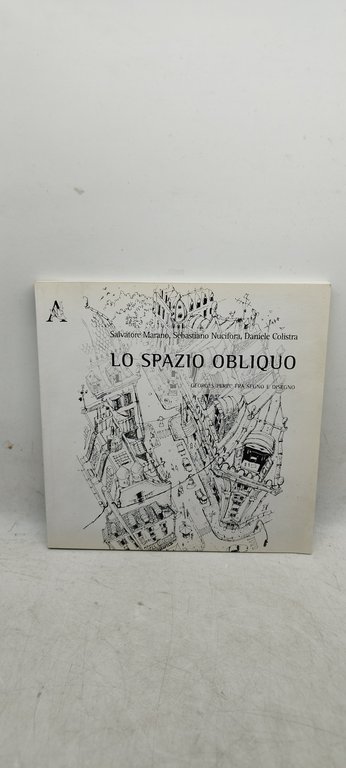 Salvatore Marano, Sebastiano Nucifora, Daniele Colistra
LO SPAZIO OBLIQUO
GEORGES PEREC FRA SEGNO E DISEGNO